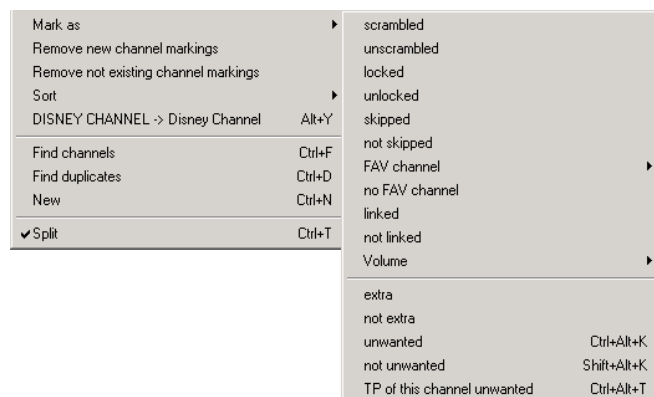 Mark as
Remove new channel markings
Remove not existing channel markings
Sort
DISNEY CHANNEL -> Disney Channel Alt+Y
Find channels Ctrl+F
Find duplicates Ctrl+D
New Ctrl+N
✔Split Ctrl+T
scrambled
unscrambled
locked
unlocked
skipped
not skipped
FAV channel
no FAV channel
linked
not linked
Volume
extra
not extra
unwanted Ctrl+Alt+K
not unwanted Shift+Alt+K
TP of this channel unwanted Ctrl+Alt+T